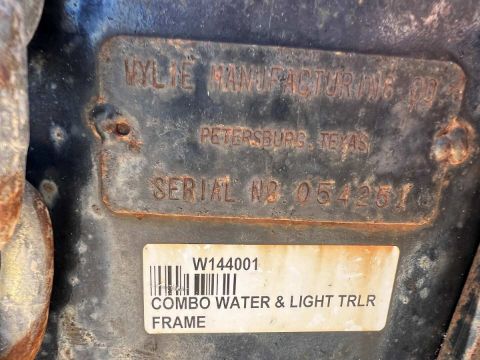 WYLIE MANUFACTURING CO
PETERSBURG, TEXAS
SERIAL NO 054251
W144001
COMBO WATER & LIGHT TRLR
FRAME